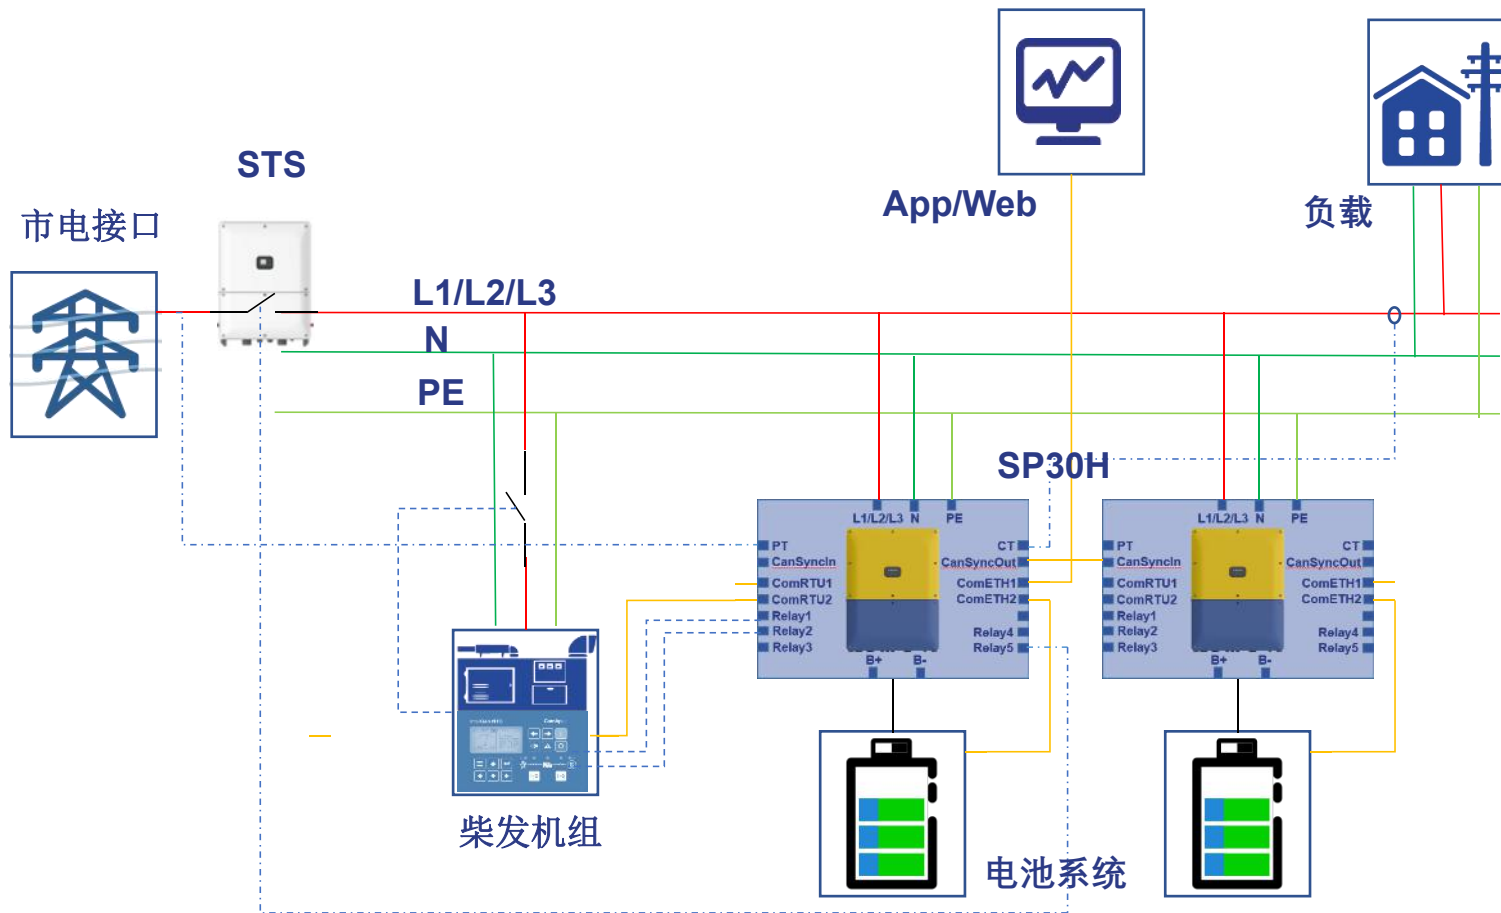 STS
市电接口
App/Web
负载
L1/L2/L3
N
PE
SP30H
L1/L2/L3 N PE
PT
CanSyncIn
ComRTU1
ComRTU2
Relay1
Relay2
Relay3
CT
CanSyncOut
ComETH1
ComETH2
Relay4
Relay5
B+ B-
L1/L2/L3 N PE
PT
CanSyncIn
ComRTU1
ComRTU2
Relay1
Relay2
Relay3
CT
CanSyncOut
ComETH1
ComETH2
Relay4
Relay5
B+ B-
柴发机组
电池系统